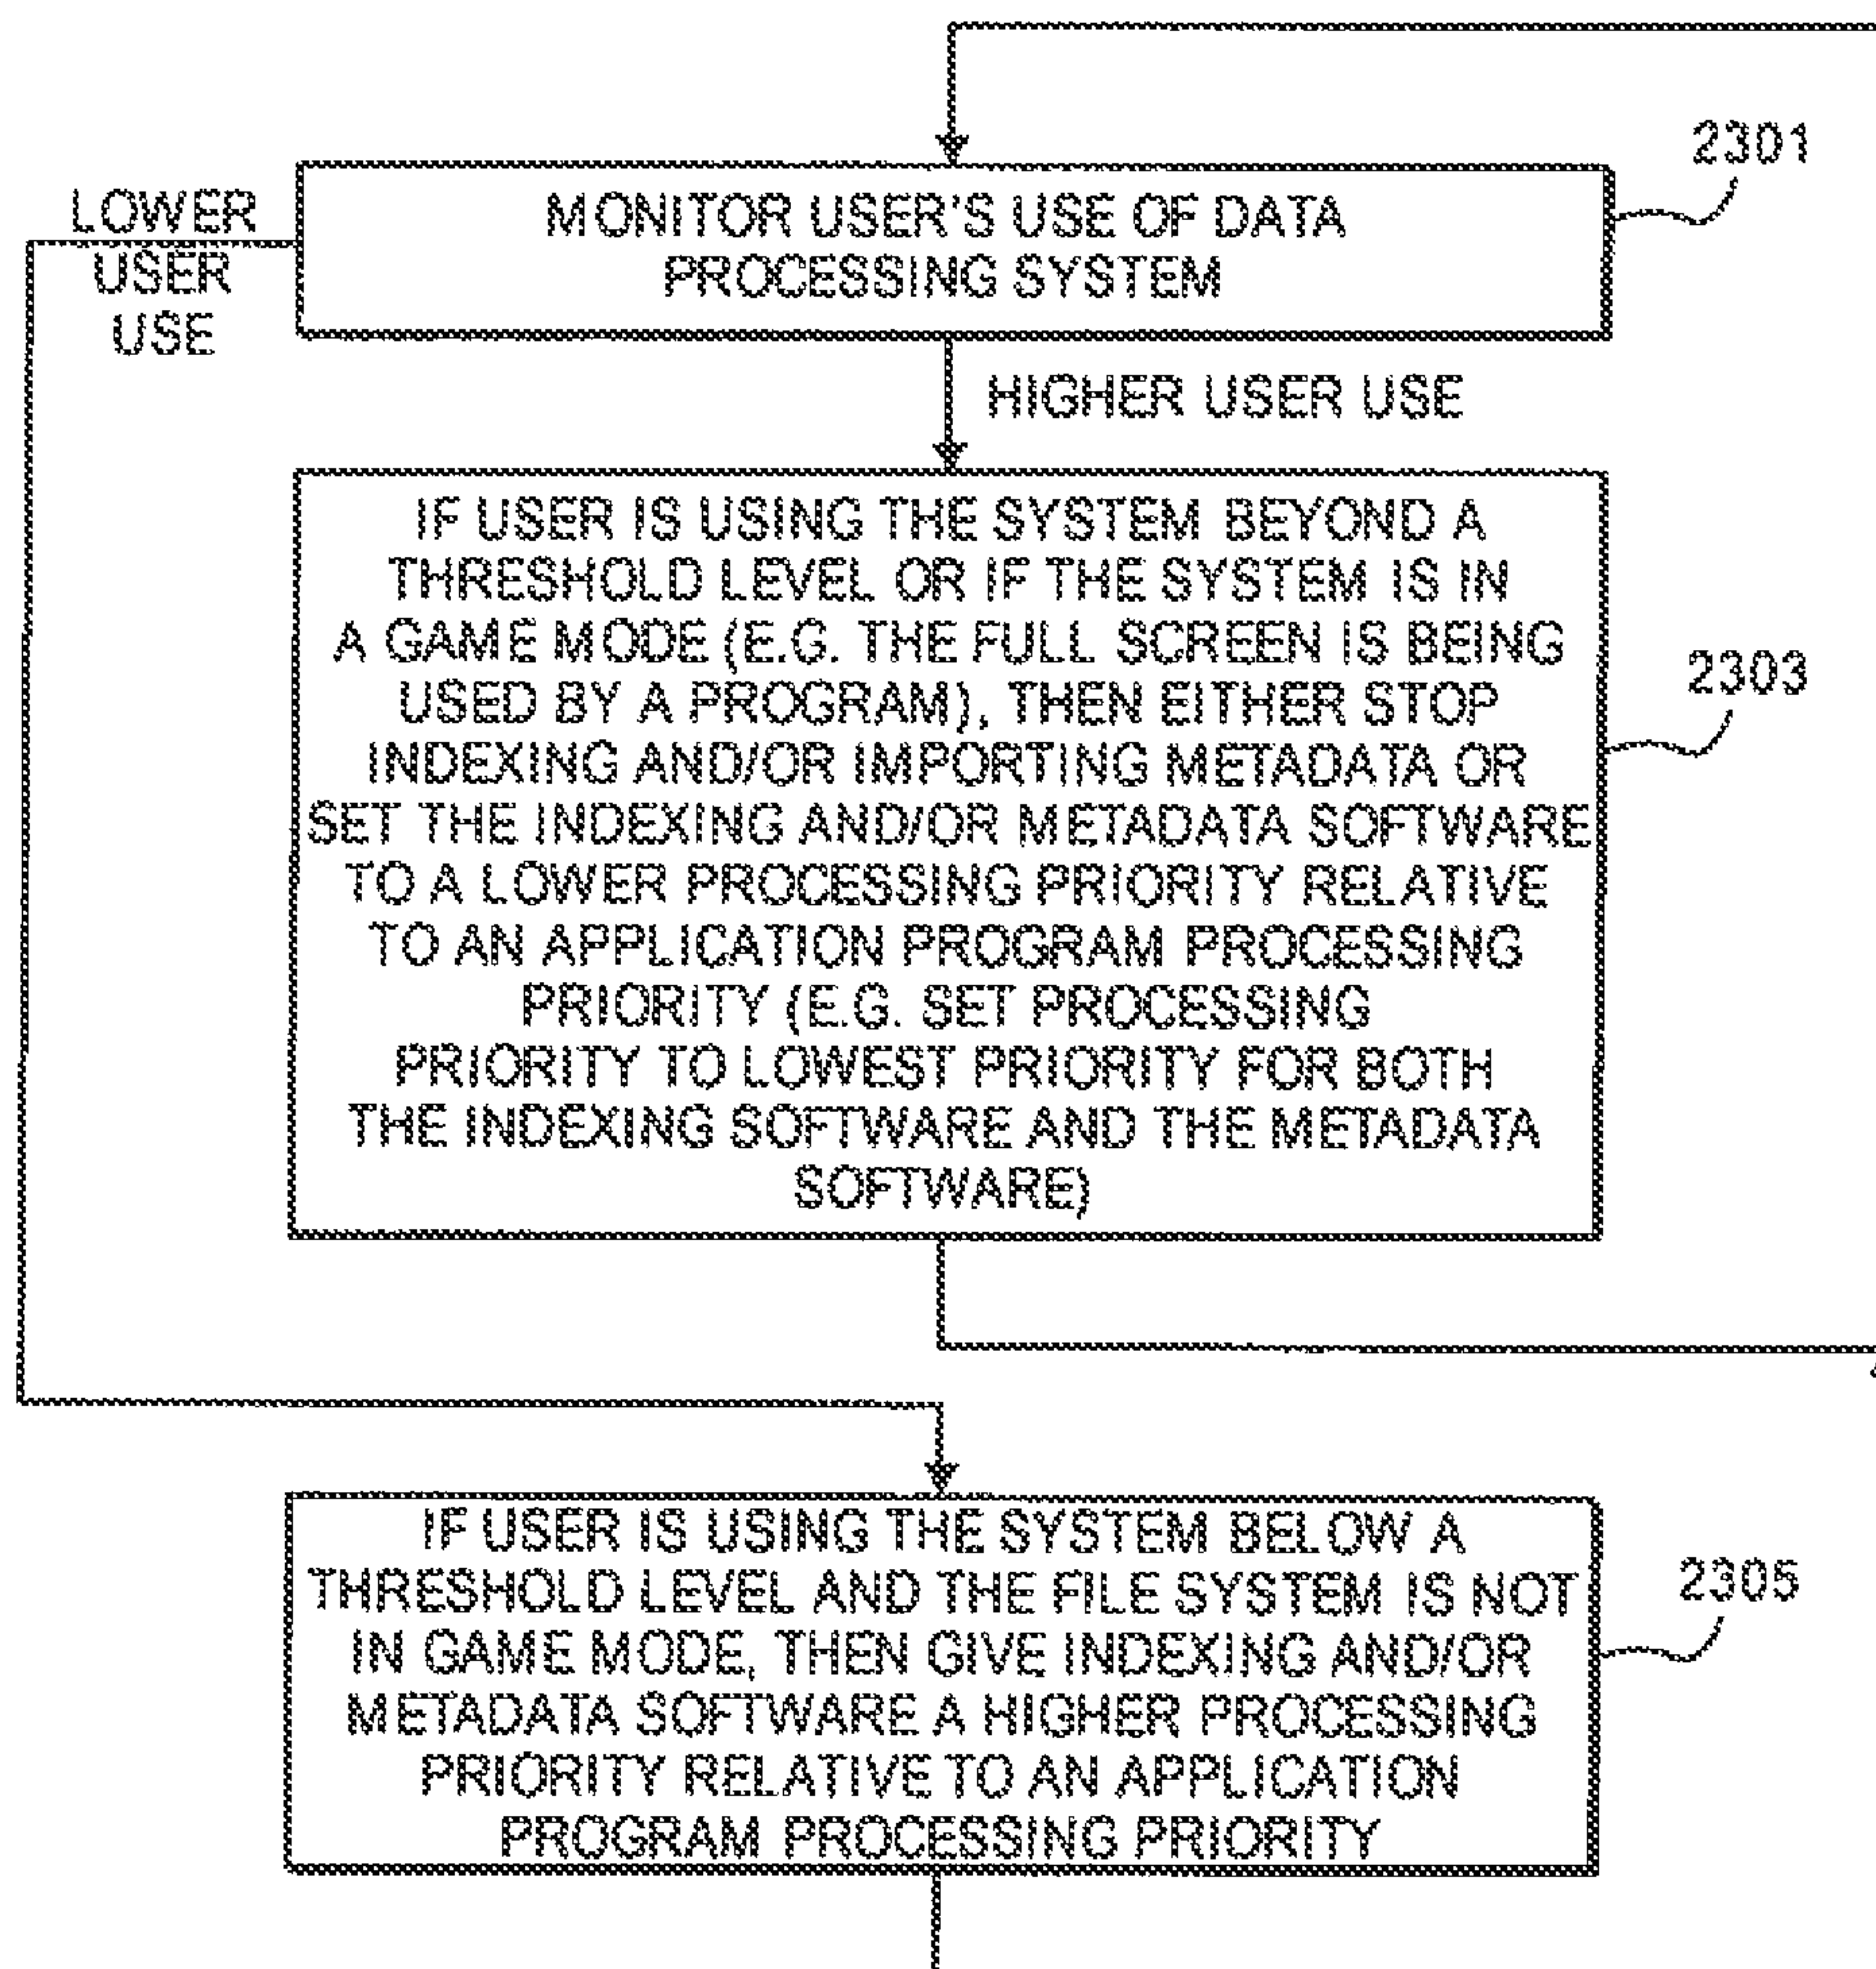 2301
MONITOR USER'S USE OF DATA
PROCESSING SYSTEM
LOWER
USER
USE
HIGHER USER USE
IF USER IS USING THE SYSTEM BEYOND A
THRESHOLD LEVEL OR IF THE SYSTEM IS IN
A GAME MODE (E.G. THE FULL SCREEN IS BEING
USED BY A PROGRAM), THEN EITHER STOP
INDEXING AND/OR IMPORTING METADATA OR
SET THE INDEXING AND/OR METADATA SOFTWARE
TO A LOWER PROCESSING PRIORITY RELATIVE
TO AN APPLICATION PROGRAM PROCESSING
PRIORITY (E.G. SET PROCESSING
PRIORITY TO LOWEST PRIORITY FOR BOTH
THE INDEXING SOFTWARE AND THE METADATA
SOFTWARE)
2303
IF USER IS USING THE SYSTEM BELOW A
THRESHOLD LEVEL AND THE FILE SYSTEM IS NOT
IN GAME MODE, THEN GIVE INDEXING AND/OR
METADATA SOFTWARE A HIGHER PROCESSING
PRIORITY RELATIVE TO AN APPLICATION
PROGRAM PROCESSING PRIORITY
2305